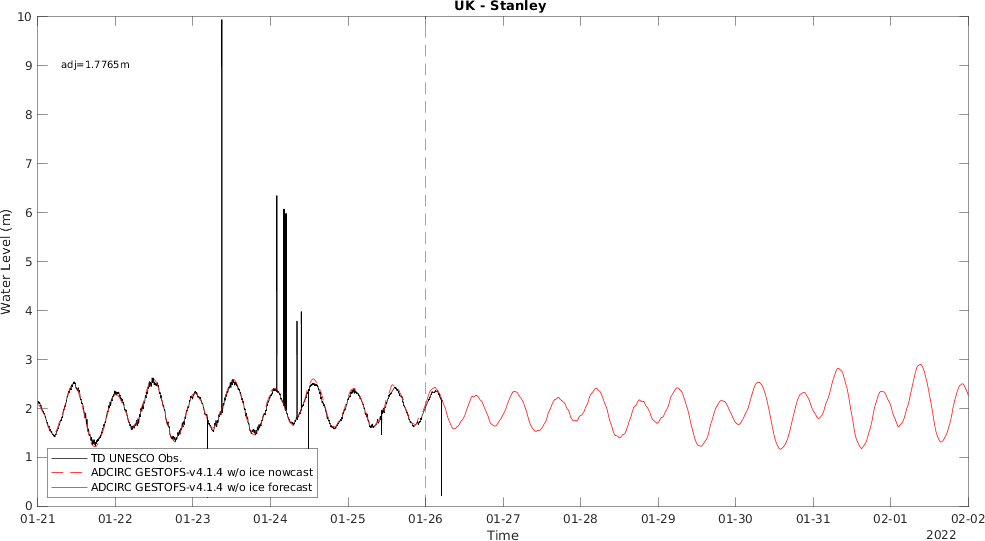 UK - Stanley
10
9
8
7
6
5
4
3
2
1
0
adj=1.7765m
Water Level (m)
TD UNESCO Obs.
ADCIRC GESTOFS-v4.1.4 w/o ice nowcast
ADCIRC GESTOFS-v4.1.4 w/o ice forecast
01-21 01-22 01-23 01-24 01-25 01-26 01-27 01-28 01-29 01-30 01-31 02-01 02-02
Time
2022